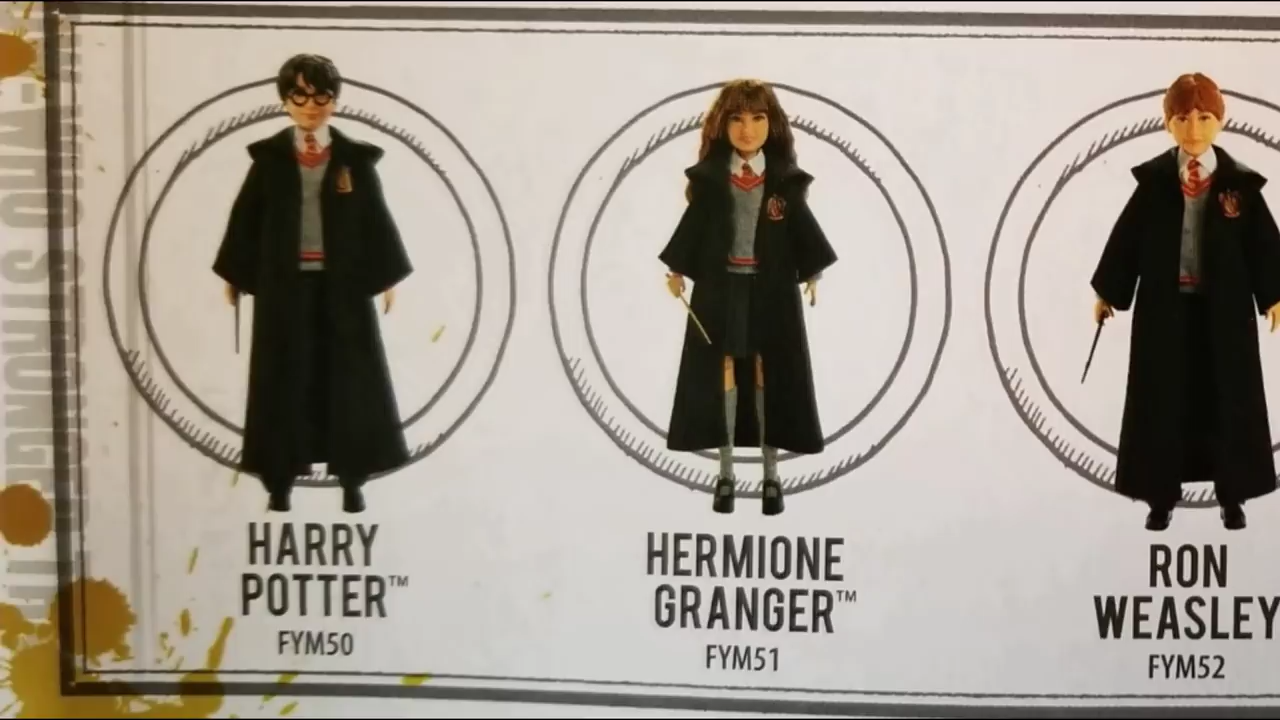 HARRY
POTTER™
FYM50
HERMIONE
GRANGER™
FYM51
RON
WEASLEY
FYM52